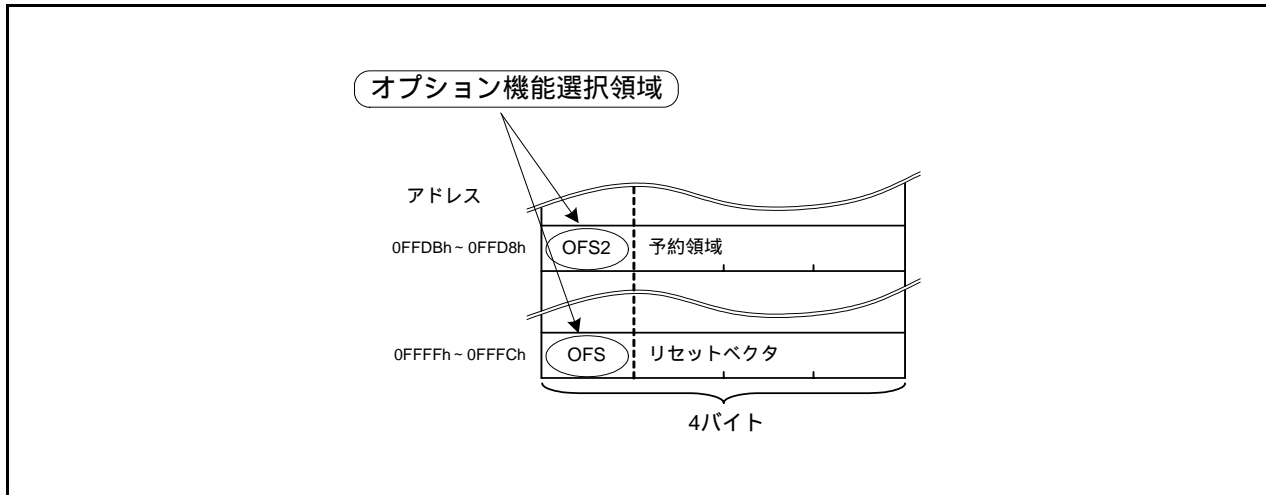 オプション機能選択領域
アドレス
0FFDBh ~ 0FFD8h OFS2 予約領域
0FFFFh ~ 0FFFCh OFS リセットベクタ
4バイト